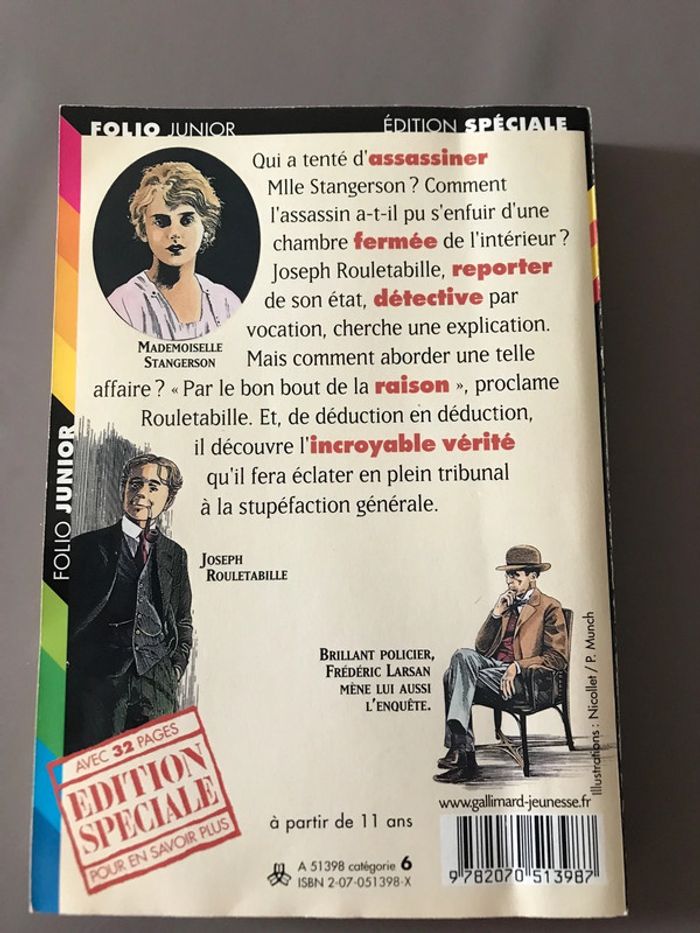 FOLIO JUNIOR
ÉDITION SPÉCIALE
Qui a tenté d'assassiner
Mlle Stangerson ? Comment
l'assassin a-t-il pu s'enfuir d'une
chambre fermée de l'intérieur ?
Joseph Rouletabille, reporter
de son état, détective par
vocation, cherche une explication.
Mais comment aborder une telle
affaire ? « Par le bon bout de la raison », proclame
Rouletabille. Et, de déduction en déduction,
il découvre l'incroyable vérité
qu'il fera éclater en plein tribunal
à la stupéfaction générale.
MADEMOISELLE
STANGERSON
FOLIO JUNIOR
JOSEPH
ROULETABILLE
BRILLANT POLICIER,
FRÉDÉRIC LARSAN
MÈNE LUI AUSSI
L'ENQUÊTE.
Illustrations : Nicollet / P. Munch
AVEC 32 PAGES
EDITION
SPECIALE
POUR EN SAVOIR PLUS
www.gallimard-jeunesse.fr
à partir de 11 ans
A 51398 catégorie 6
ISBN 2-07-051398-X
9 782070 513987